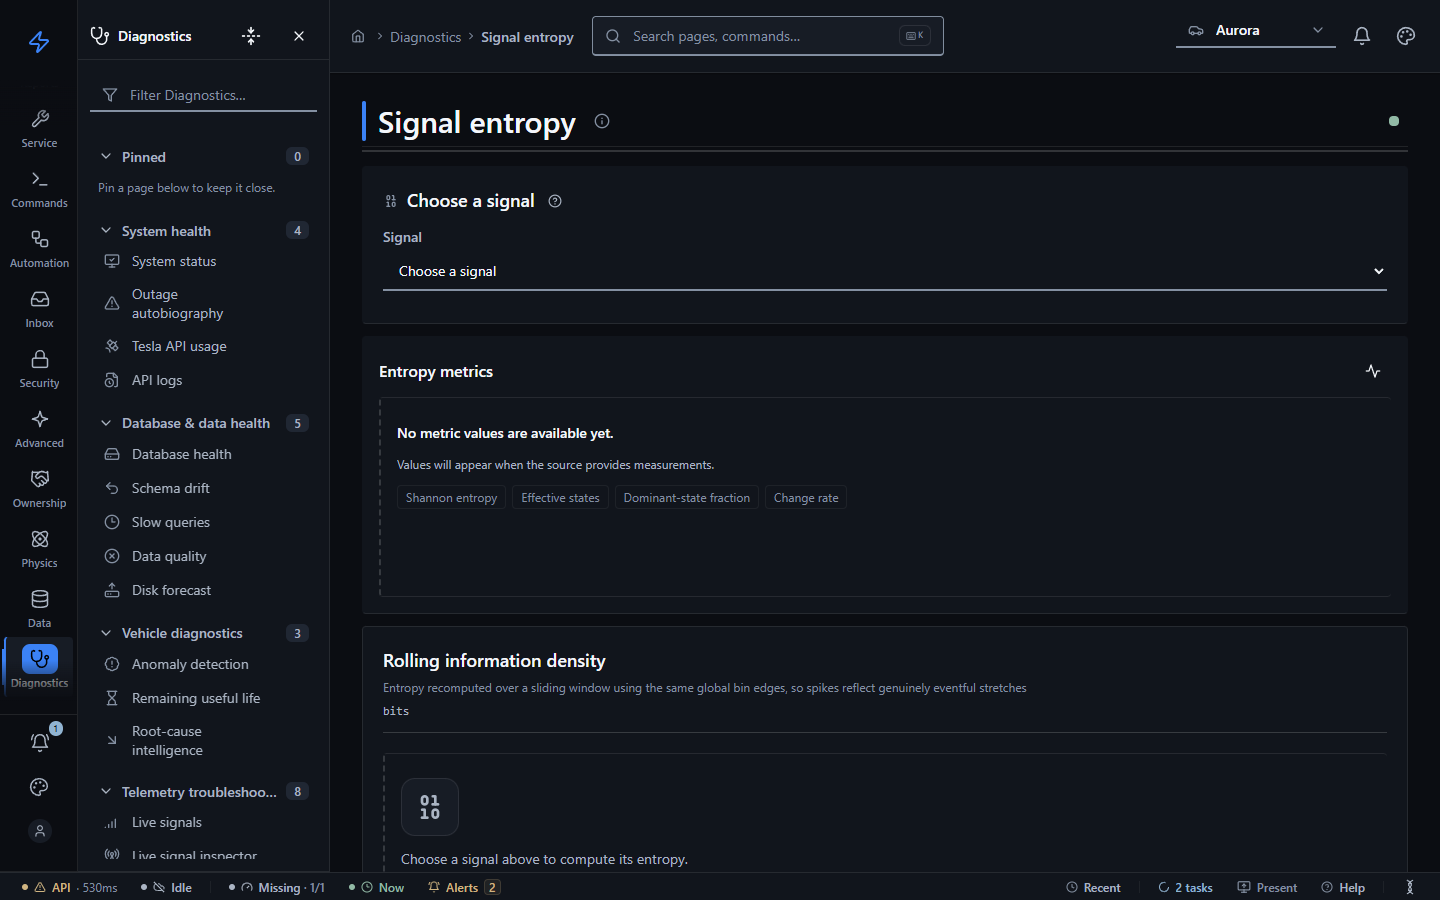 Service
Commands
Automation
Inbox
Security
Advanced
Ownership
Physics
Data
Diagnostics
1
Diagnostics
Filter Diagnostics...
Pinned 0
Pin a page below to keep it close.
System health 4
System status
Outage
autobiography
Tesla API usage
API logs
Database & data health 5
Database health
Schema drift
Slow queries
Data quality
Disk forecast
Vehicle diagnostics 3
Anomaly detection
Remaining useful life
Root-cause
intelligence
Telemetry troubleshoo... 8
Live signals
Live signal inspector
Diagnostics Signal entropy
Search pages, commands... K
Aurora
Signal entropy
Choose a signal
Signal
Choose a signal
Entropy metrics
No metric values are available yet.
Values will appear when the source provides measurements.
Shannon entropy Effective states Dominant-state fraction Change rate
Rolling information density
Entropy recomputed over a sliding window using the same global bin edges, so spikes reflect genuinely eventful stretches
bits
01
10
Choose a signal above to compute its entropy.
API · 530ms Idle Missing · 1/1 Now Alerts 2 Recent 2 tasks Present Help